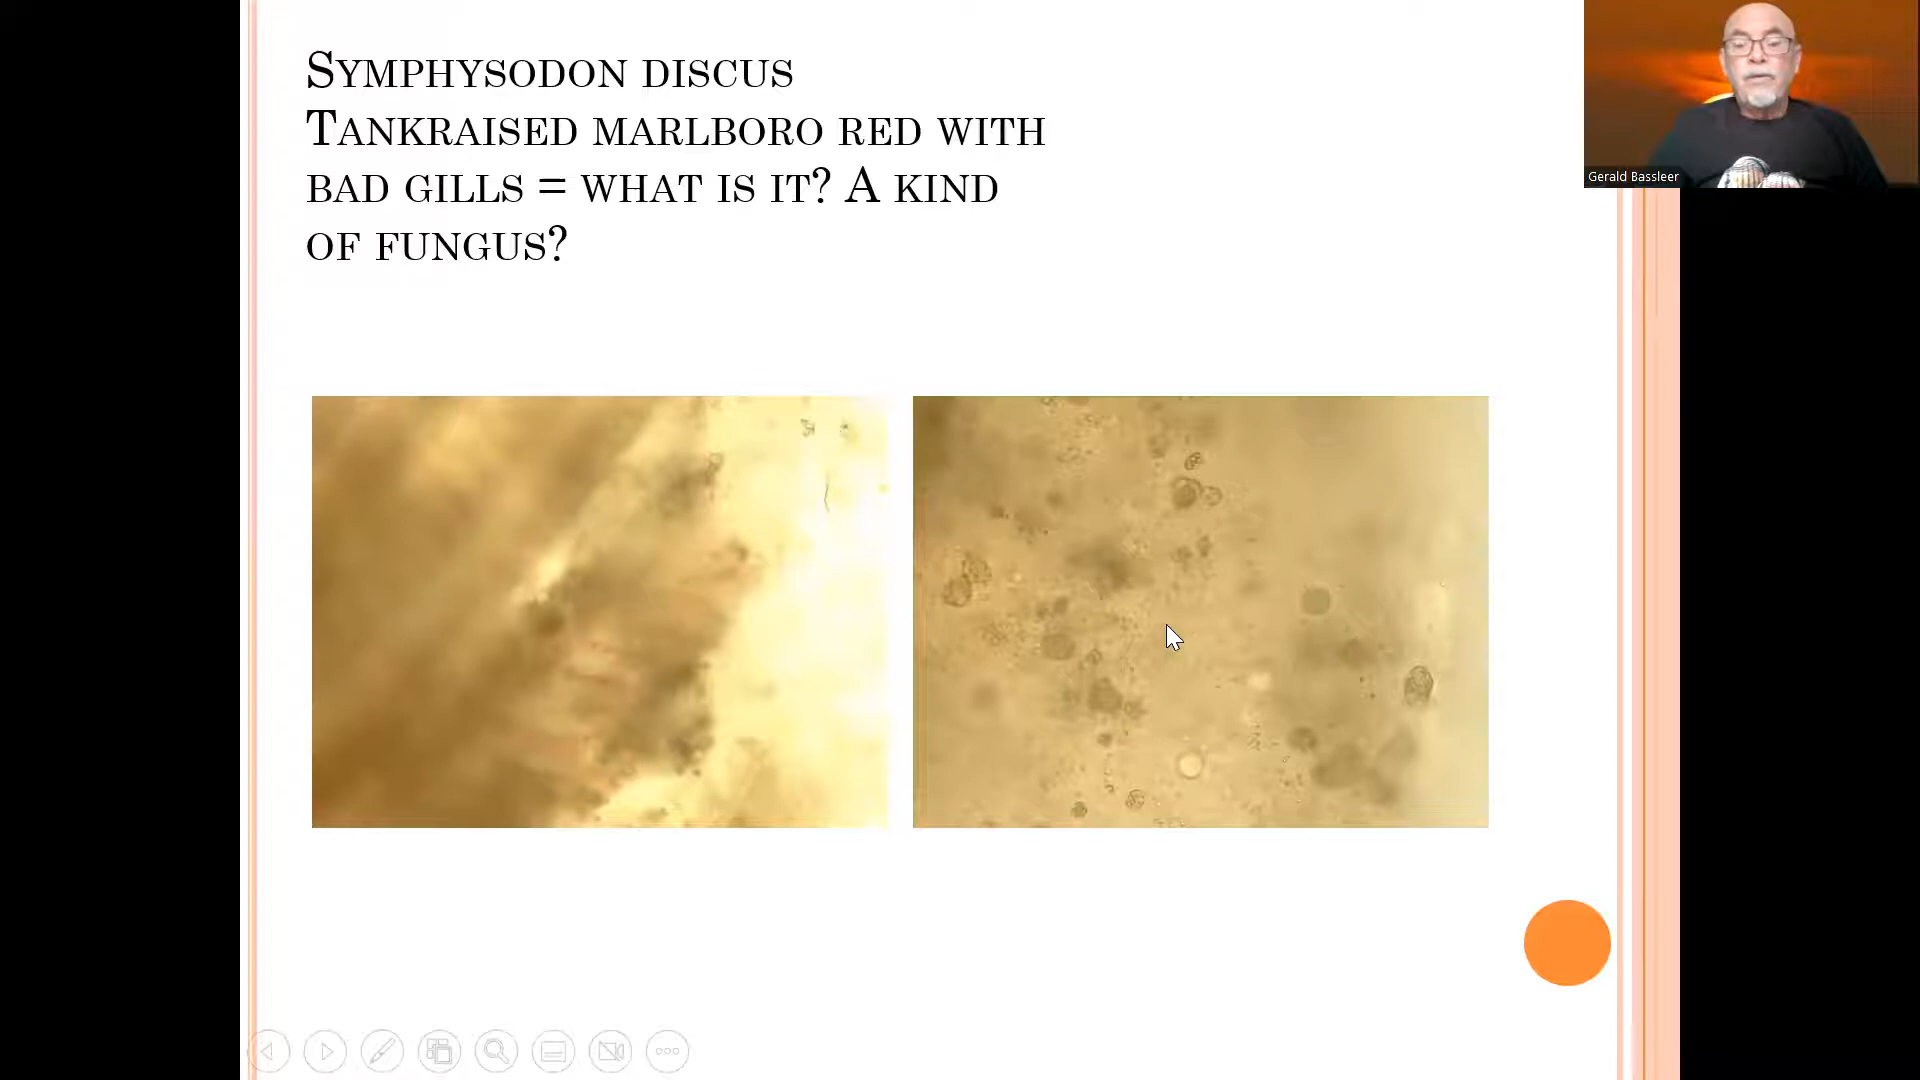 Symphysodon discus
Tankraised marlboro red with
bad gills = what is it? A kind
of fungus?
Gerald Bassleer